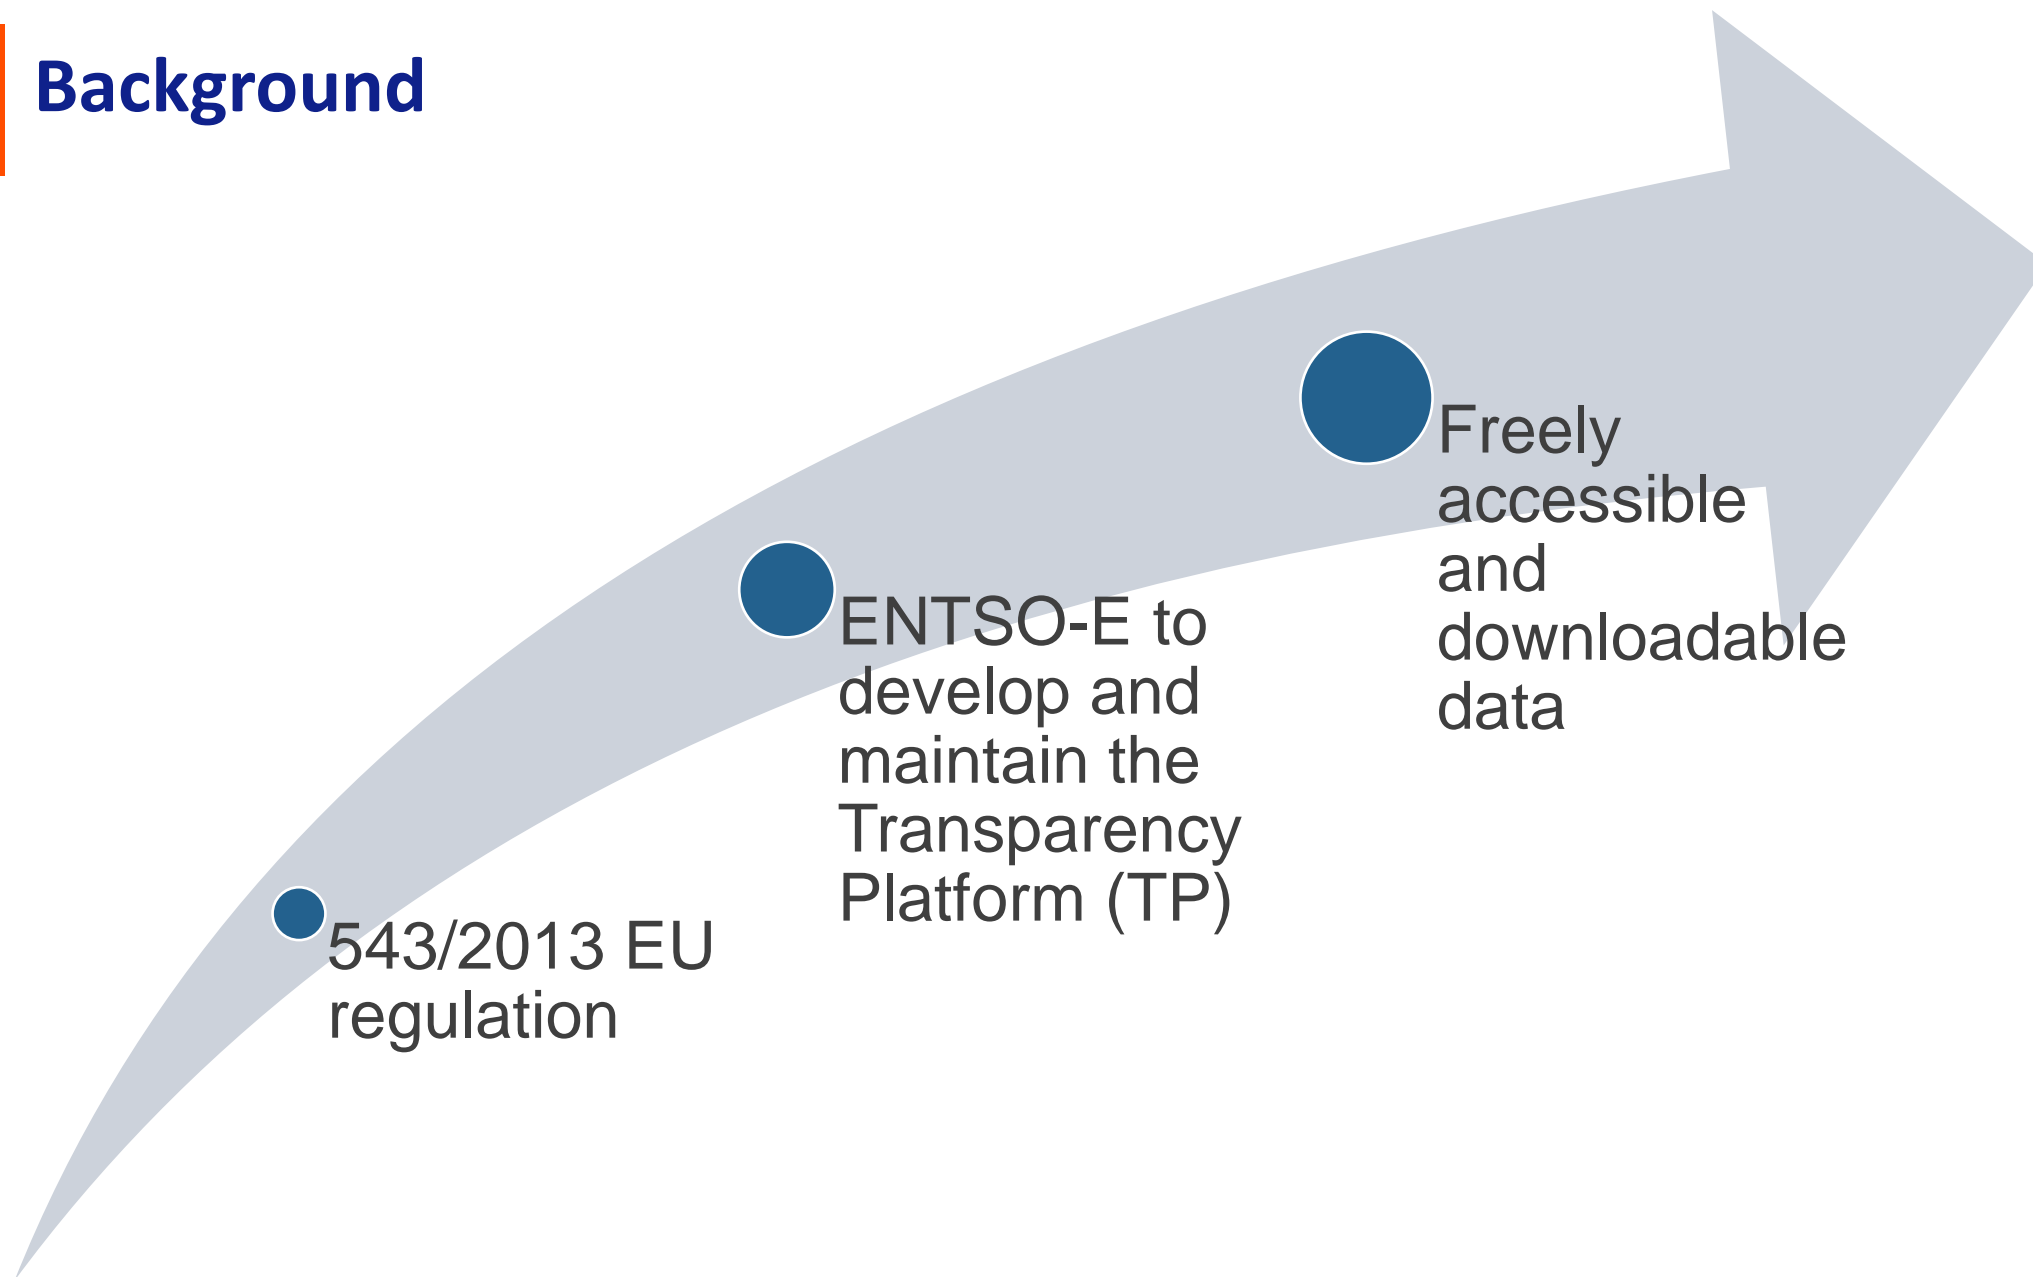 Background
543/2013 EU
regulation
ENTSO-E to
develop and
maintain the
Transparency
Platform (TP)
Freely
accessible
and
downloadable
data